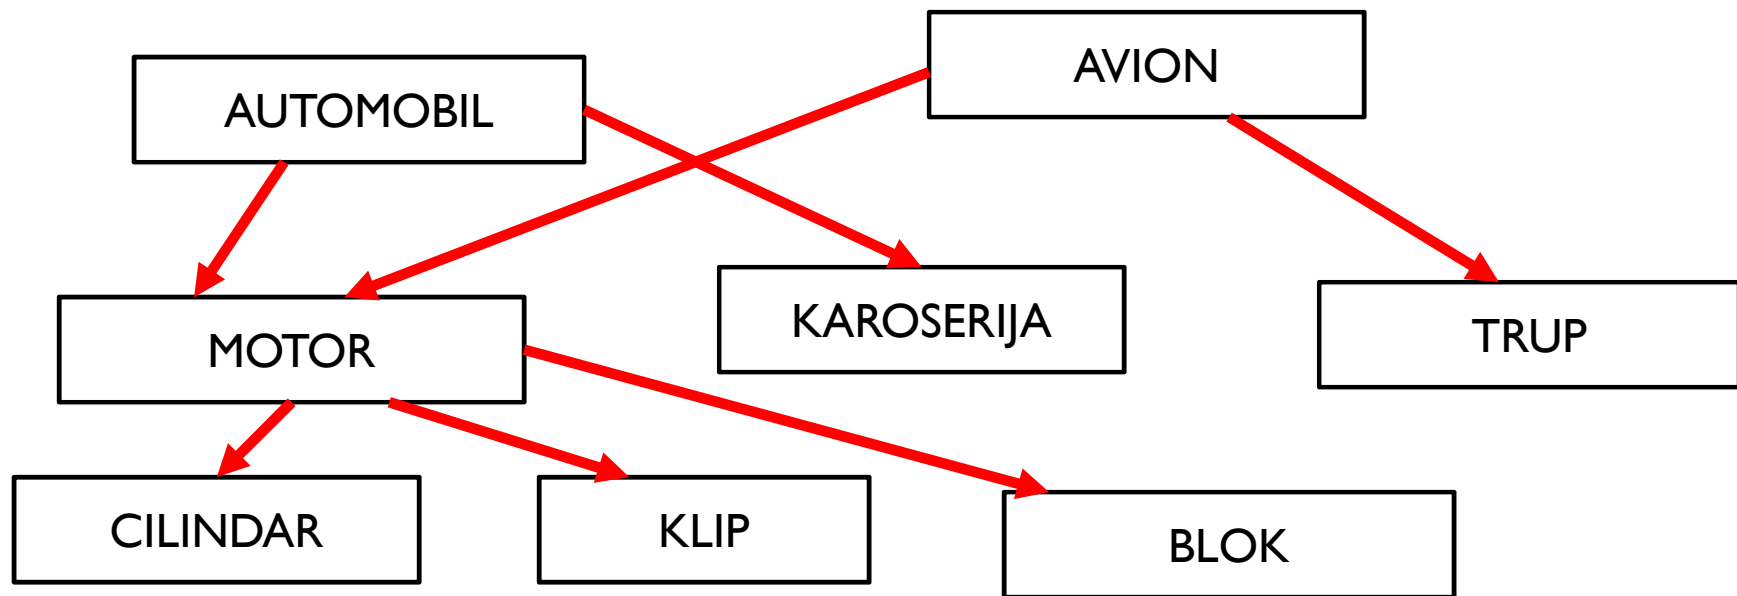 AUTOMOBIL
AVION
MOTOR
KAROSERIJA
TRUP
CILINDAR
KLIP
BLOK